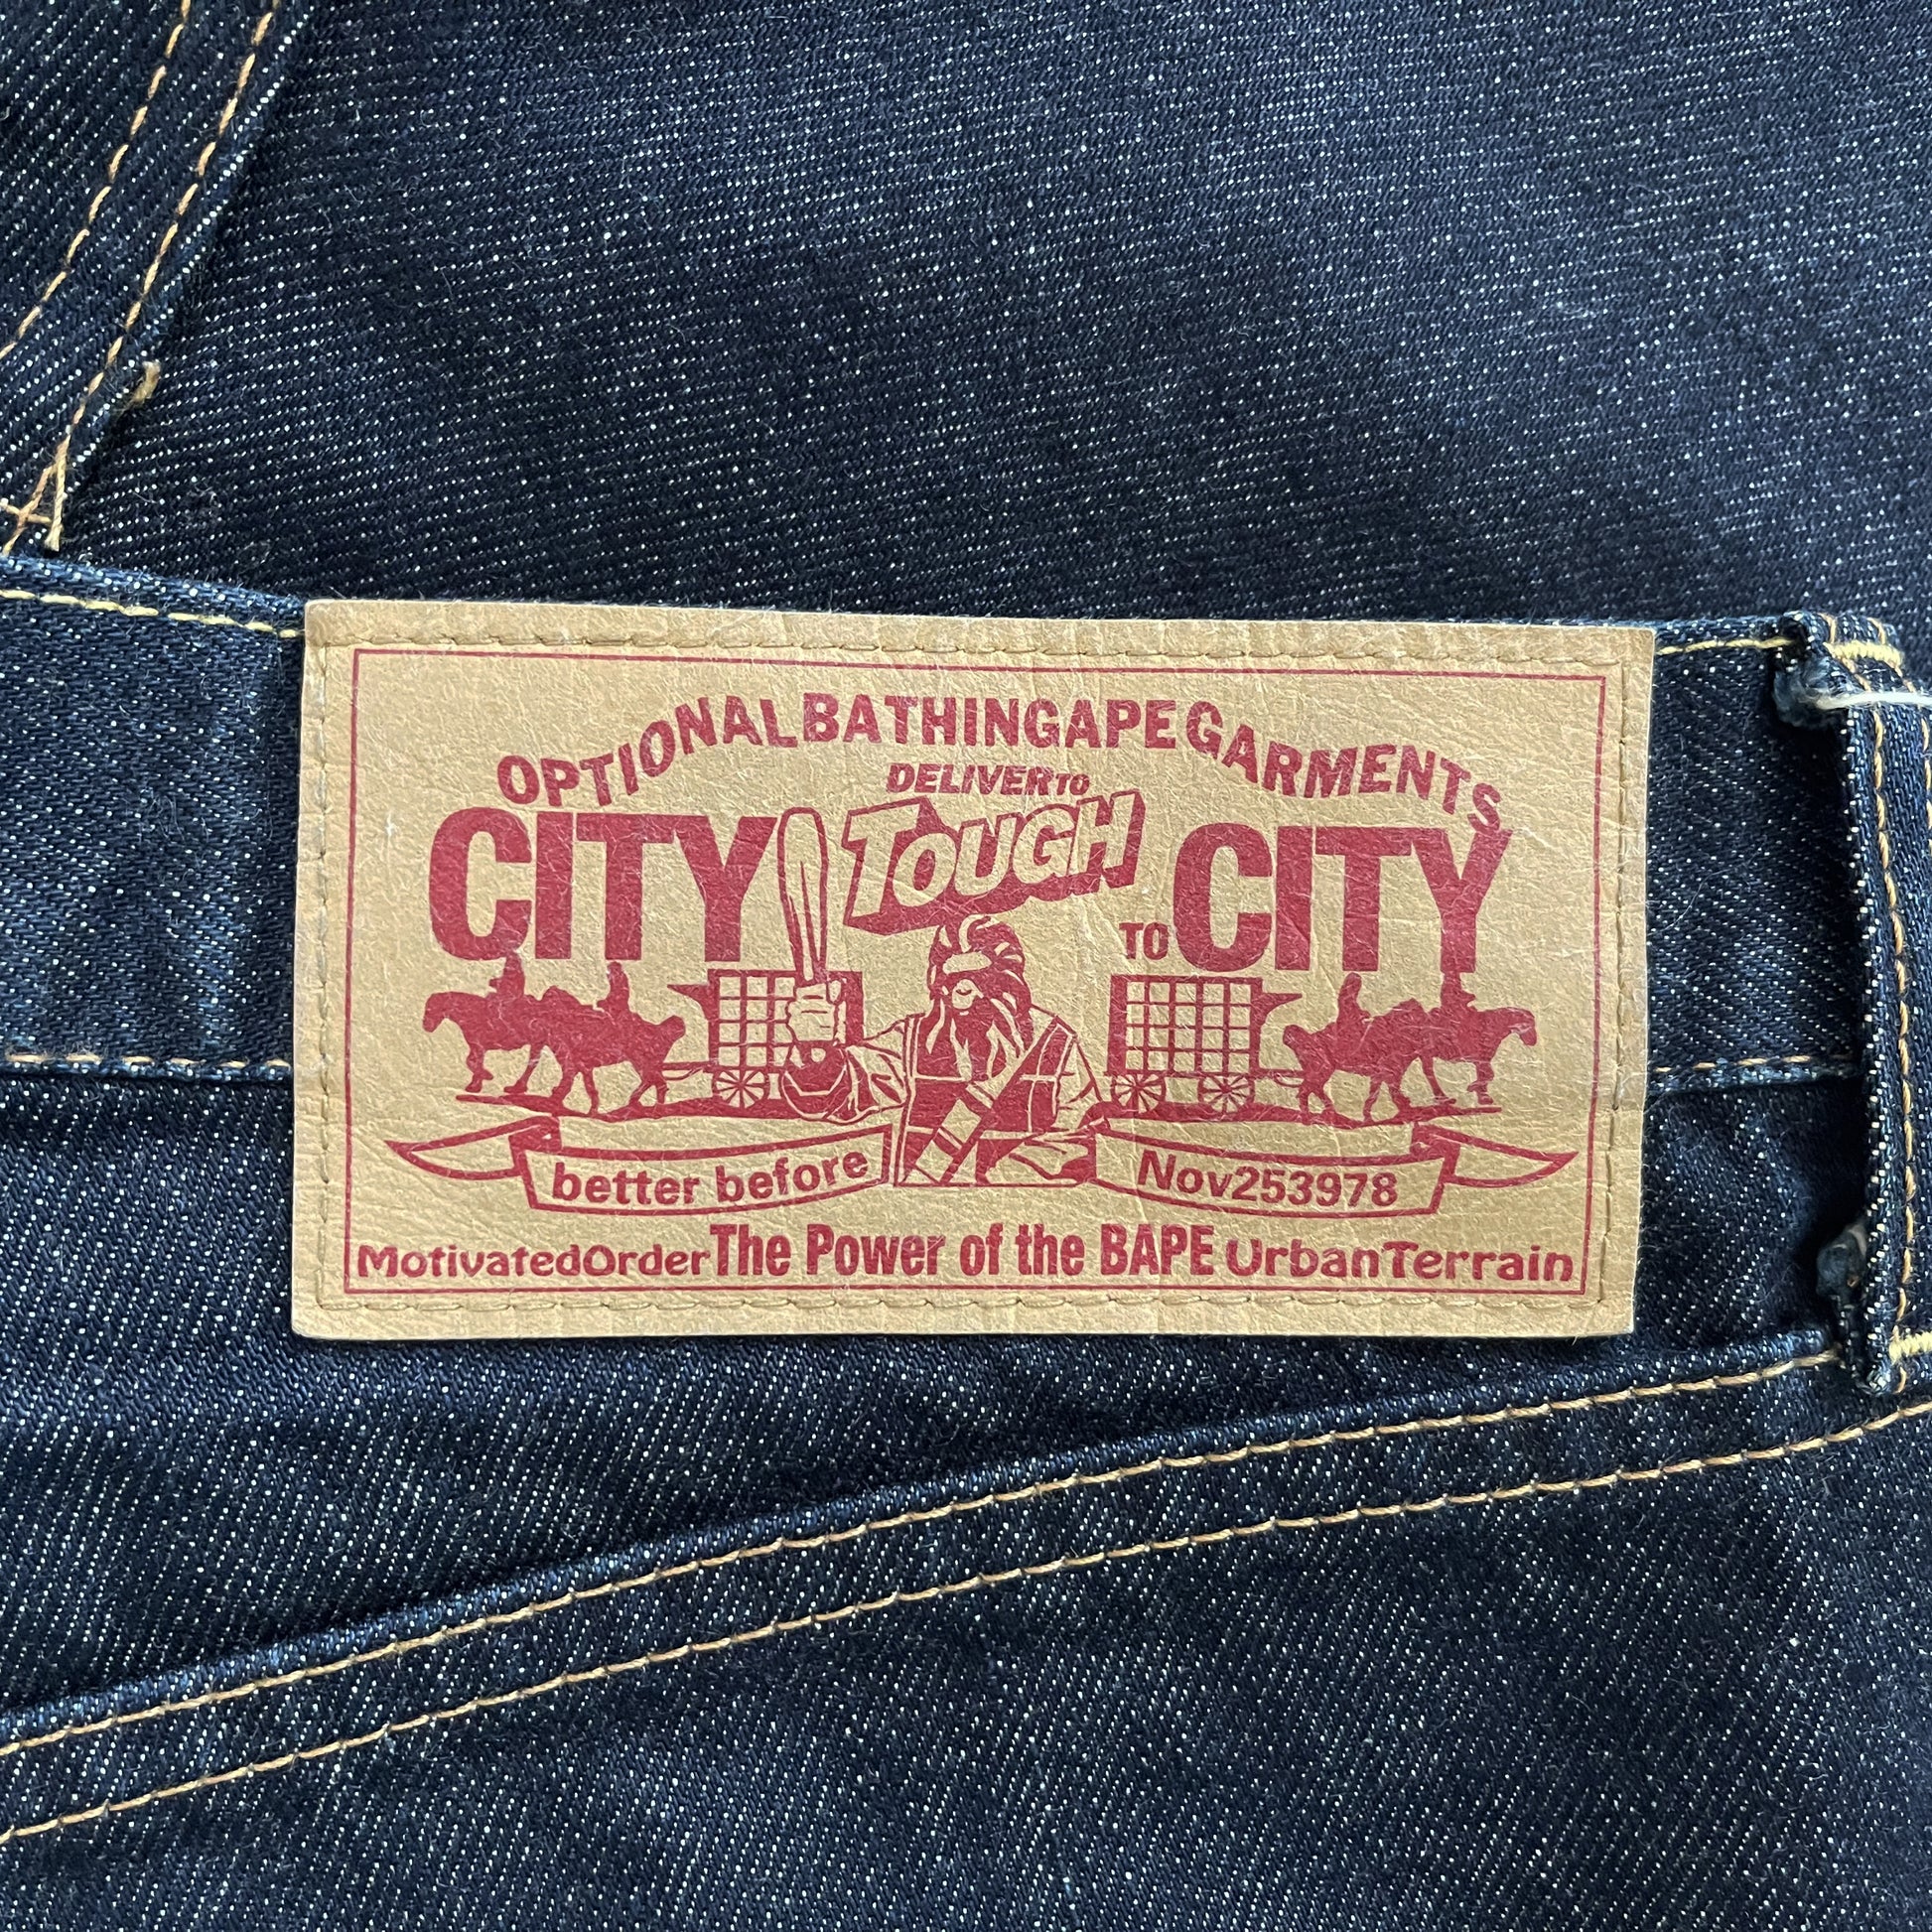 OPTIONALBATHINGAPEGARMENTS
DELIVERTO
CITY TOUGH TO CITY
better before Nov253978
MotivatedOrder The Power of the BAPE UrbanTerrain